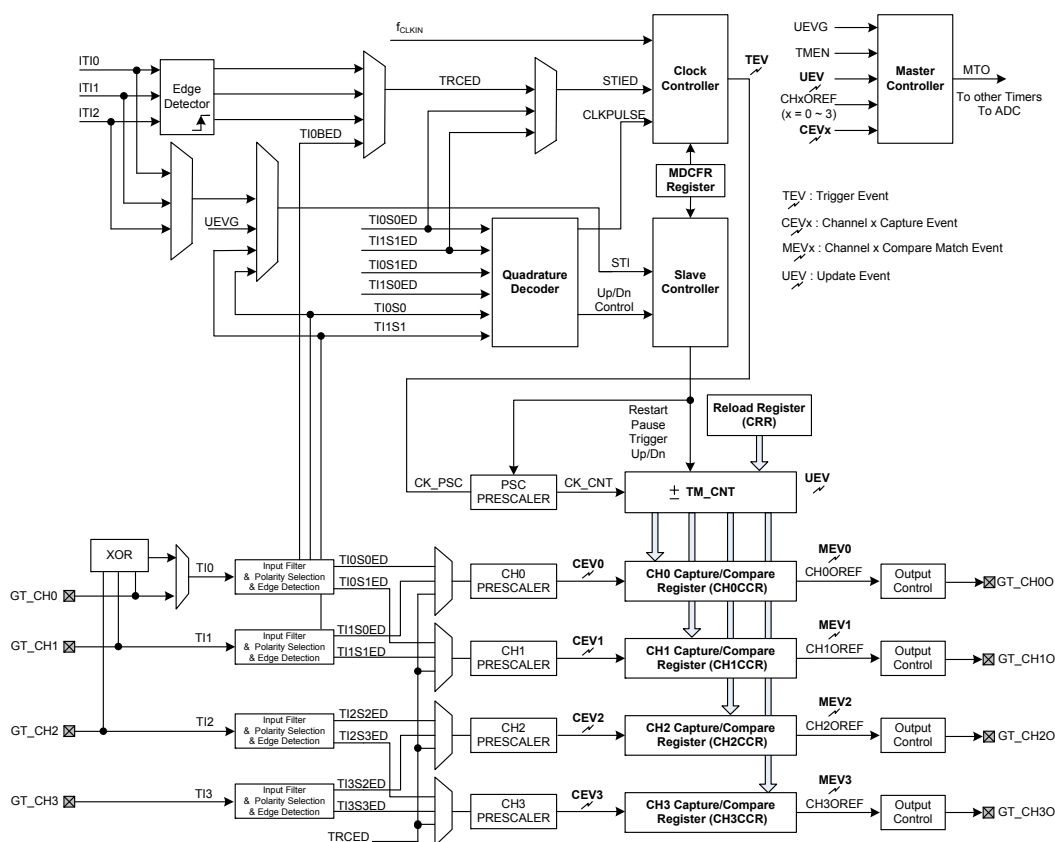 fCLKIN
ITI0
ITI1
ITI2
Edge
Detector
TRCED
TI0BED
STIED
CLKPULSE
Clock
Controller
TEV
UEVG
TMEN
UEV
CHxOREF
(x = 0 ~ 3)
CEVx
Master
Controller
MTO
To other Timers
To ADC
MDCFR
Register
TEV : Trigger Event
CEVx : Channel x Capture Event
MEVx : Channel x Compare Match Event
UEV : Update Event
UEVG
TI0S0ED
TI1S1ED
TI0S1ED
TI1S0ED
TI0S0
TI1S1
Quadrature
Decoder
STI
Up/Dn
Control
Slave
Controller
Restart
Pause
Trigger
Up/Dn
Reload Register
(CRR)
CK_PSC
PSC
PRESCALER
CK_CNT
± TM_CNT
UEV
XOR
GT_CH0
TI0
Input Filter
& Polarity Selection
& Edge Detection
TI0S0ED
TI0S1ED
CH0
PRESCALER
CEV0
CH0 Capture/Compare
Register (CH0CCR)
MEV0
CH0OREF
Output
Control
GT_CH0O
GT_CH1
TI1
Input Filter
& Polarity Selection
& Edge Detection
TI1S0ED
TI1S1ED
CH1
PRESCALER
CEV1
CH1 Capture/Compare
Register (CH1CCR)
MEV1
CH1OREF
Output
Control
GT_CH1O
GT_CH2
TI2
Input Filter
& Polarity Selection
& Edge Detection
TI2S2ED
TI2S3ED
CH2
PRESCALER
CEV2
CH2 Capture/Compare
Register (CH2CCR)
MEV2
CH2OREF
Output
Control
GT_CH2O
GT_CH3
TI3
Input Filter
& Polarity Selection
& Edge Detection
TI3S2ED
TI3S3ED
TRCED
CH3
PRESCALER
CEV3
CH3 Capture/Compare
Register (CH3CCR)
MEV3
CH3OREF
Output
Control
GT_CH3O